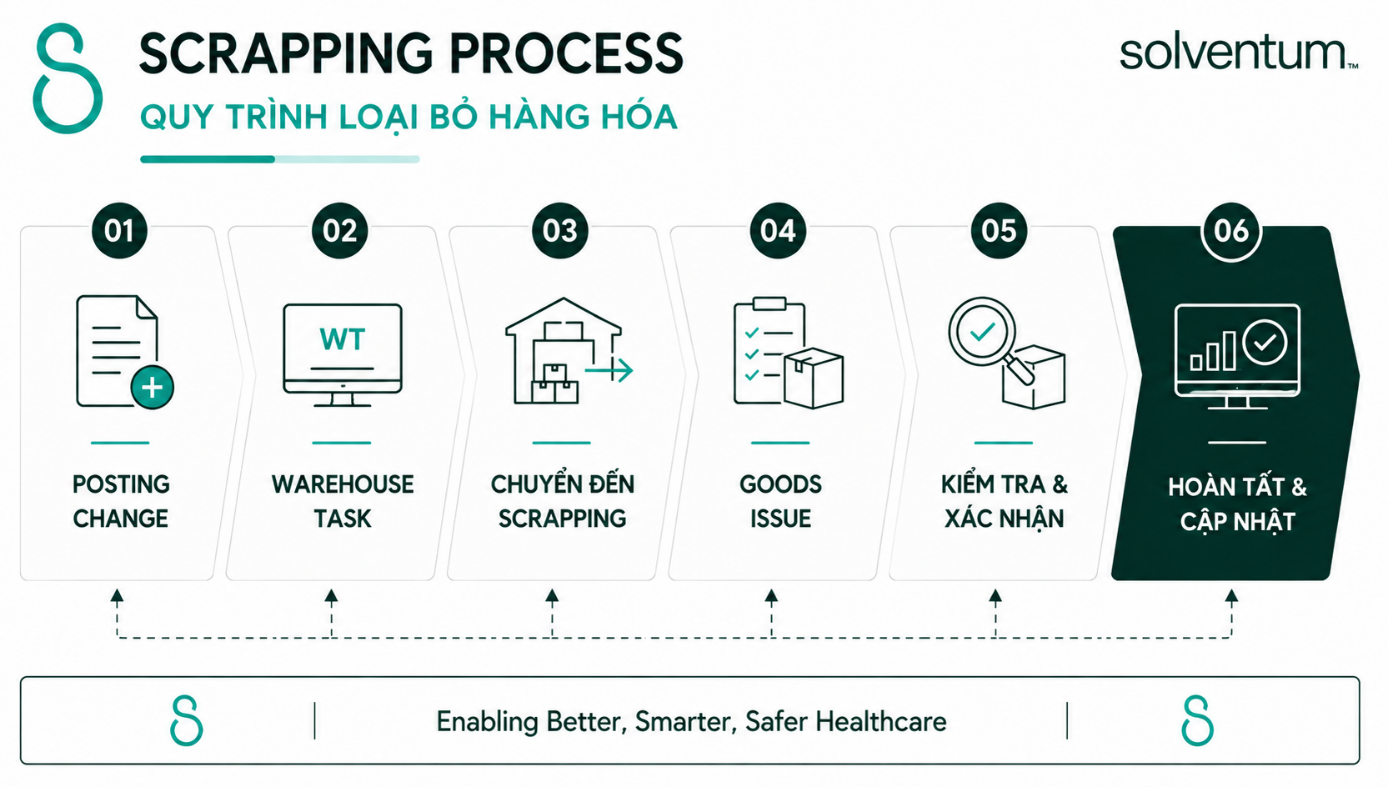 SCRAPPING PROCESS
solventum™
QUY TRÌNH LOẠI BỎ HÀNG HÓA
01
02
03
04
05
06
WT
POSTING
CHANGE
WAREHOUSE
TASK
CHUYỂN ĐẾN
SCRAPPING
GOODS
ISSUE
KIỂM TRA &
XÁC NHẬN
HOÀN TẤT &
CẬP NHẬT
Enabling Better, Smarter, Safer Healthcare